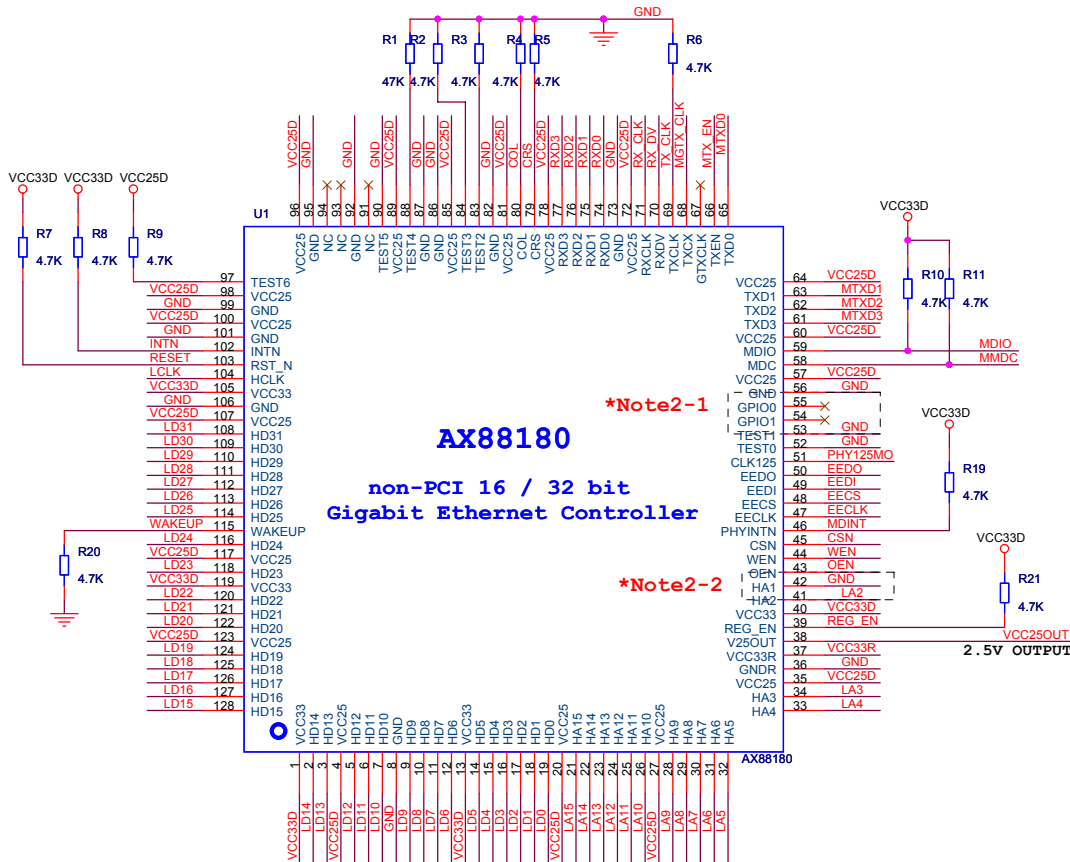 GND
R1
R2
R3
R4
R5
R6
47K
4.7K
4.7K
4.7K
4.7K
4.7K
VCC25D
GND
GND
GND
VCC25D
GND
GND
VCC25D
GND
VCC25D
COL
CRS
VCC25D
RXD3
RXD2
RXD1
RXD0
GND
VCC25D
RX_CLK
RX_DV
TX_CLK
MGTX_CLK
MTX_EN
MTXD0
96 95 94 93 92 91 90 89 88 87 86 85 84 83 82 81 80 79 78 77 76 75 74 73 72 71 70 69 68 67 66 65
VCC25
GND
NC
NC
GND
NC
TEST5
VCC25
TEST4
GND
GND
VCC25
TEST3
TEST2
GND
VCC25
COL
CRS
VCC25
RXD3
RXD2
RXD1
RXD0
GND
VCC25
RXCLK
RXDV
TXCLK
TXCX
GTXCLK
TXEN
TXD0
U1
VCC33D
VCC33D
VCC25D
R7
4.7K
R8
4.7K
R9
4.7K
97 TEST6
VCC25D 98 VCC25
GND 99 GND
VCC25D 100 VCC25
GND 101 GND
INTN 102 INTN
RESET 103 RST_N
LCLK 104 HCLK
VCC33D 105 VCC33
GND 106 GND
VCC25D 107 VCC25
LD31 108 HD31
LD30 109 HD30
LD29 110 HD29
LD28 111 HD28
LD27 112 HD27
LD26 113 HD26
LD25 114 HD25
WAKEUP 115 WAKEUP
LD24 116 HD24
VCC25D 117 VCC25
LD23 118 HD23
VCC33D 119 VCC33
LD22 120 HD22
LD21 121 HD21
LD20 122 HD20
VCC25D 123 VCC25
LD19 124 HD19
LD18 125 HD18
LD17 126 HD17
LD16 127 HD16
LD15 128 HD15
R20
4.7K
AX88180
non-PCI 16 / 32 bit
Gigabit Ethernet Controller
*Note2-1
*Note2-2
VCC25 64 VCC25D
TXD1 63 MTXD1
TXD2 62 MTXD2
TXD3 61 MTXD3
VCC25 60 VCC25D
MDIO 59 MDIO
MDC 58 MMDC
VCC25 57 VCC25D
GND 56 GND
GPIO0 55
GPIO1 54
TEST1 53 GND
TEST0 52 GND
CLK125 51 PHY125MO
EEDO 50 EEDO
EEDI 49 EEDI
EECS 48 EECS
EECLK 47 EECLK
PHYINTN 46 MDINT
CSN 45 CSN
WEN 44 WEN
OEN 43 OEN
HA1 42 GND
HA2 41 LA2
VCC33 40 VCC33D
REG_EN 39 REG_EN
V25OUT 38 VCC25OUT
2.5V OUTPUT
VCC33R 37 VCC33R
GNDR 36 GND
VCC25 35 VCC25D
HA3 34 LA3
HA4 33 LA4
VCC33D
R10
4.7K
R11
4.7K
VCC33D
R19
4.7K
VCC33D
R21
4.7K
VCC33
HD14
HD13
VCC25
HD12
HD11
HD10
GND
HD9
HD8
HD7
HD6
VCC33
HD5
HD4
HD3
HD2
HD1
HD0
VCC25
HA15
HA14
HA13
HA12
HA11
HA10
VCC25
HA9
HA8
HA7
HA6
HA5
AX88180
1 2 3 4 5 6 7 8 9 10 11 12 13 14 15 16 17 18 19 20 21 22 23 24 25 26 27 28 29 30 31 32
VCC33D
LD14
LD13
VCC25D
LD12
LD11
LD10
GND
LD9
LD8
LD7
LD6
VCC33D
LD5
LD4
LD3
LD2
LD1
LD0
VCC25D
LA15
LA14
LA13
LA12
LA11
LA10
VCC25D
LA9
LA8
LA7
LA6
LA5